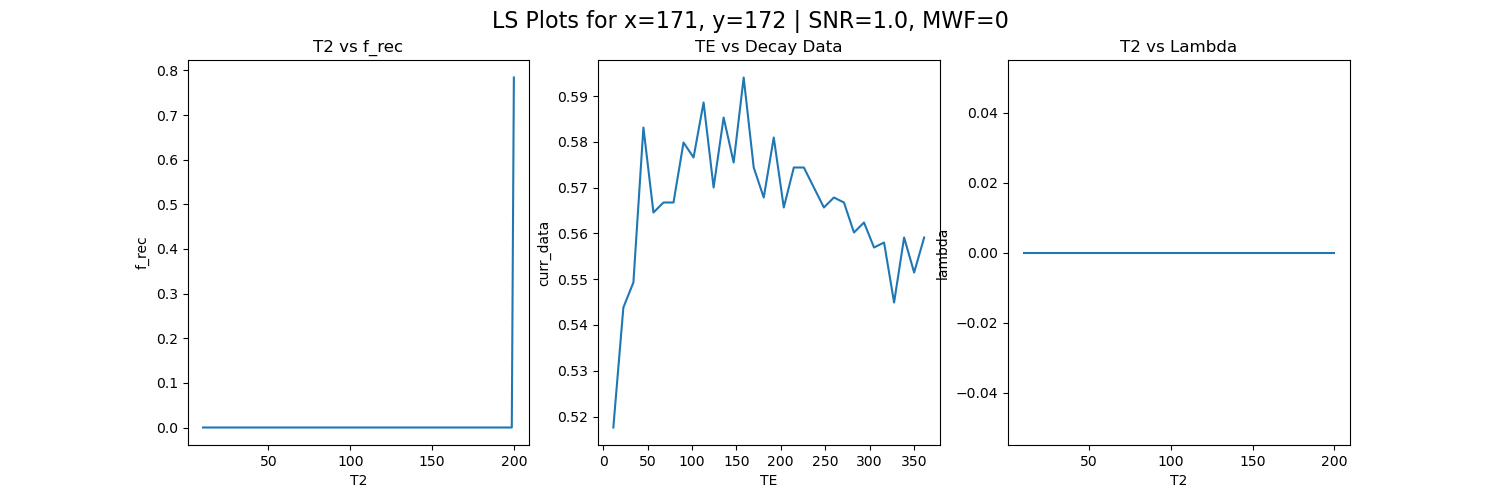 LS Plots for x=171, y=172 | SNR=1.0, MWF=0
T2 vs f_rec
0.8
0.7
0.6
0.5
0.4
0.3
0.2
0.1
0.0
f_rec
50 100 150 200
T2
TE vs Decay Data
0.59
0.58
0.57
0.56
0.55
0.54
0.53
0.52
curr_data
0 50 100 150 200 250 300 350
TE
T2 vs Lambda
0.04
0.02
0.00
−0.02
−0.04
lambda
50 100 150 200
T2